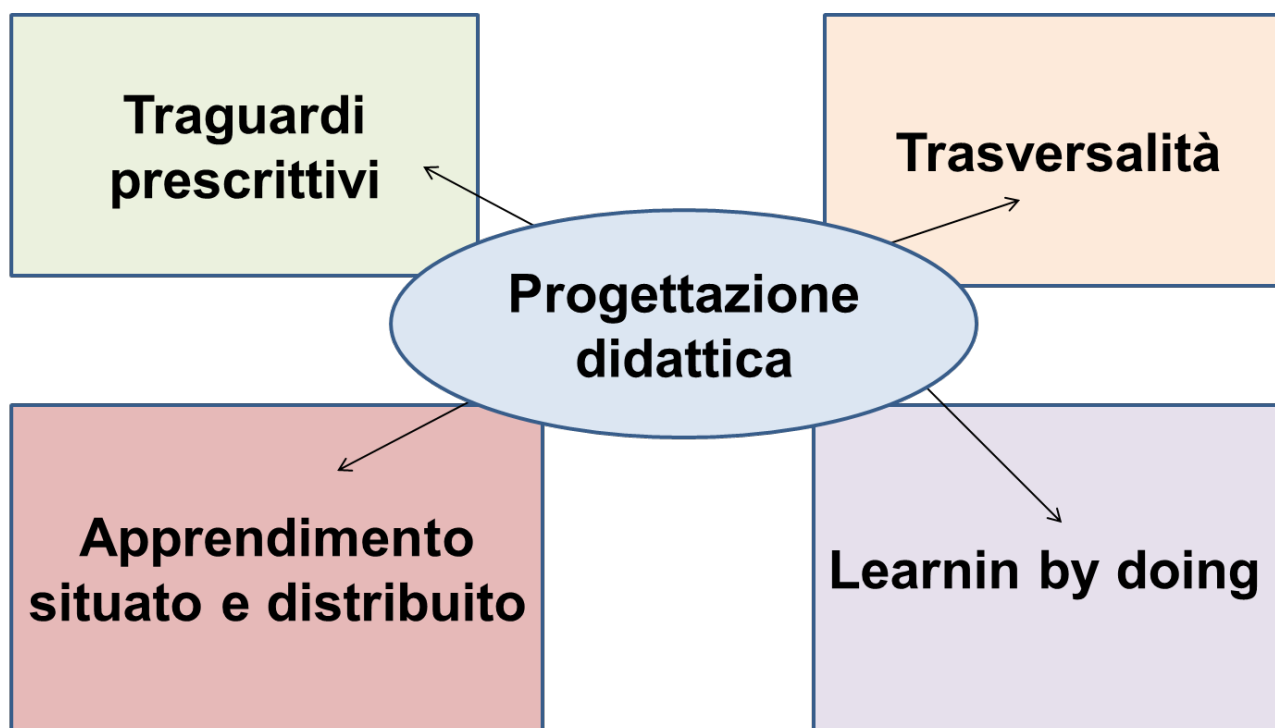 Traguardi
prescrittivi
Trasversalità
Progettazione
didattica
Apprendimento
situato e distribuito
Learnin by doing